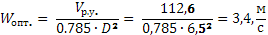 Wопт. = Vр.у. / 0.785 · D² = 112,6 / 0,785 · 6,5² = 3,4, м/с